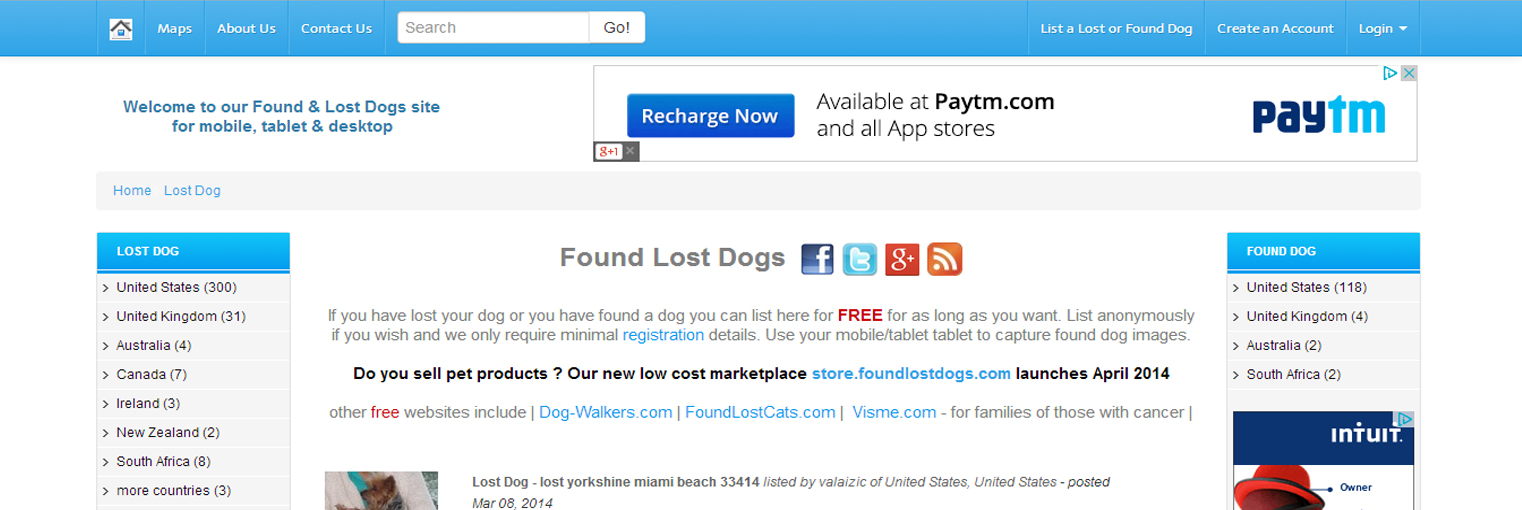 Maps About Us Contact Us Search Go! List a Lost or Found Dog Create an Account Login
Welcome to our Found & Lost Dogs site
for mobile, tablet & desktop
Recharge Now
Available at Paytm.com
and all App stores
paytm
g+1
Home Lost Dog
LOST DOG
United States (300)
United Kingdom (31)
Australia (4)
Canada (7)
Ireland (3)
New Zealand (2)
South Africa (8)
more countries (3)
Found Lost Dogs
If you have lost your dog or you have found a dog you can list here for FREE for as long as you want. List anonymously
if you wish and we only require minimal registration details. Use your mobile/tablet tablet to capture found dog images.
Do you sell pet products ? Our new low cost marketplace store.foundlostdogs.com launches April 2014
other free websites include | Dog-Walkers.com | FoundLostCats.com | Visme.com - for families of those with cancer |
Lost Dog - lost yorkshine miami beach 33414 listed by valaizic of United States, United States - posted
Mar 08, 2014
FOUND DOG
United States (118)
United Kingdom (4)
Australia (2)
South Africa (2)
INTUIT.
Owner